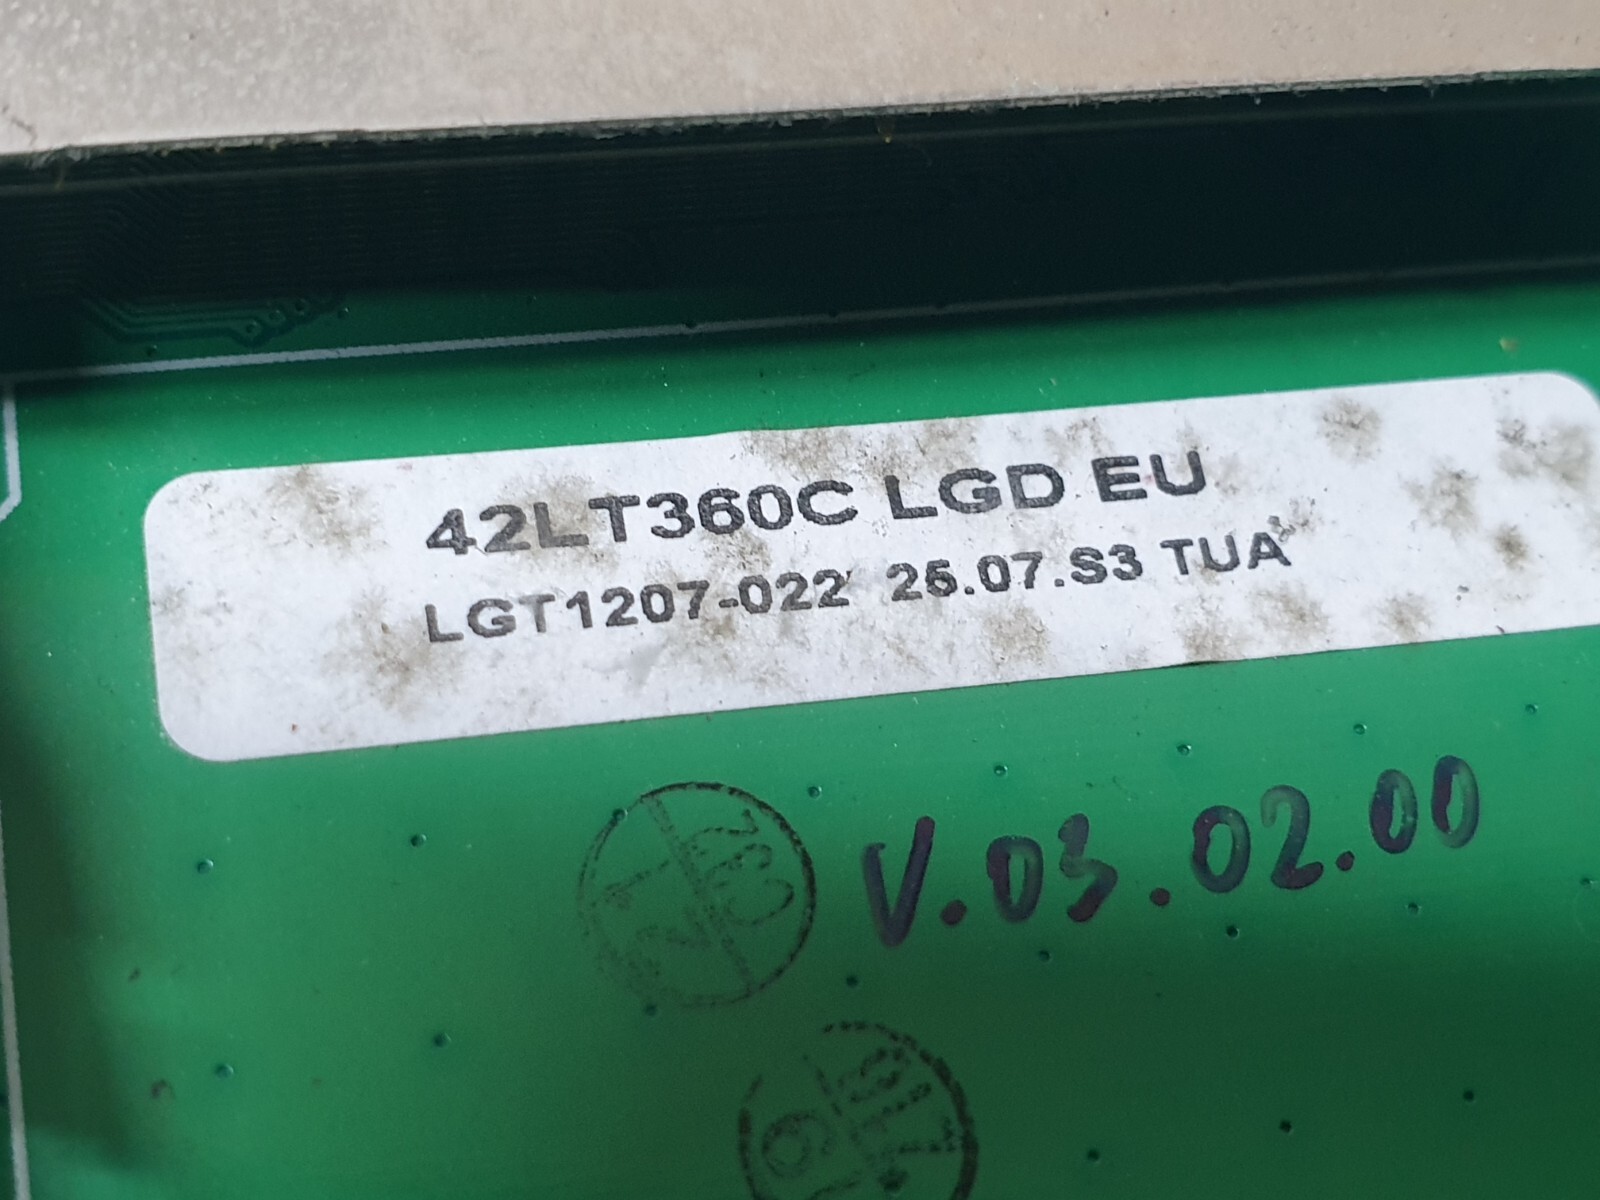 42LT360C LGD EU
LGT1207-022 25.07.S3 TUA
V.03.02.00